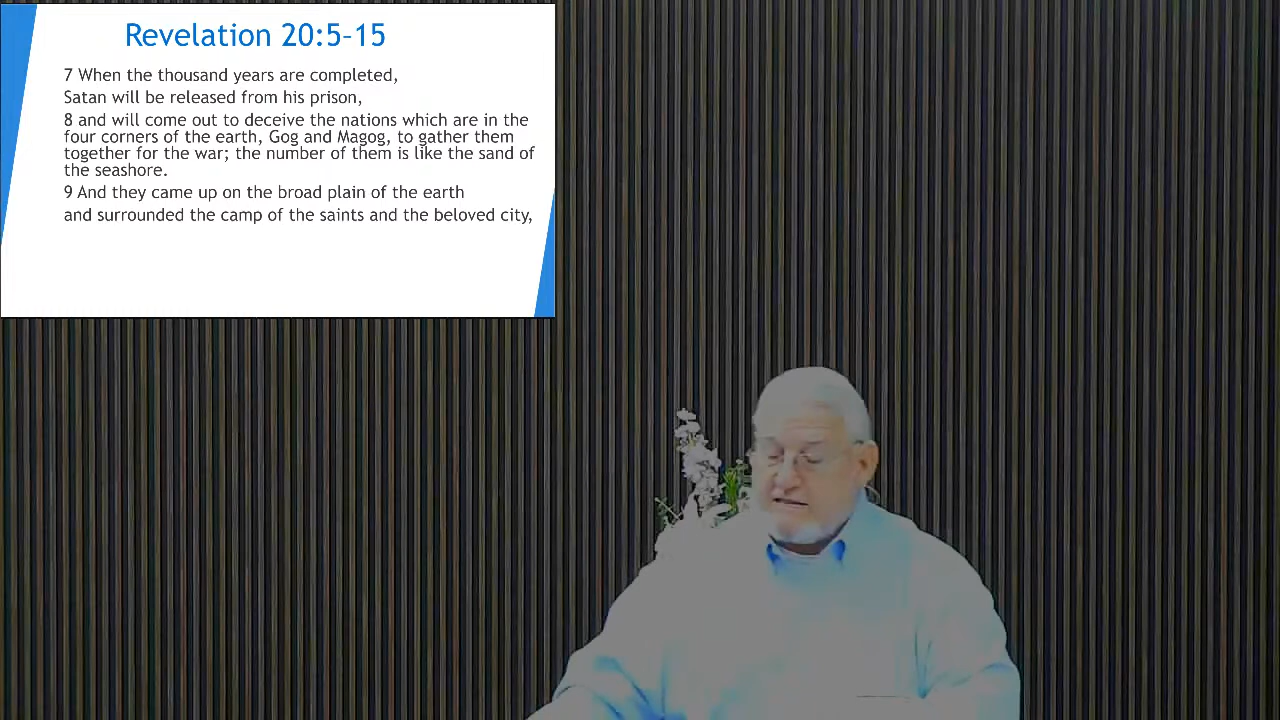 Revelation 20:5-15
7 When the thousand years are completed,
Satan will be released from his prison,
8 and will come out to deceive the nations which are in the
four corners of the earth, Gog and Magog, to gather them
together for the war; the number of them is like the sand of
the seashore.
9 And they came up on the broad plain of the earth
and surrounded the camp of the saints and the beloved city,